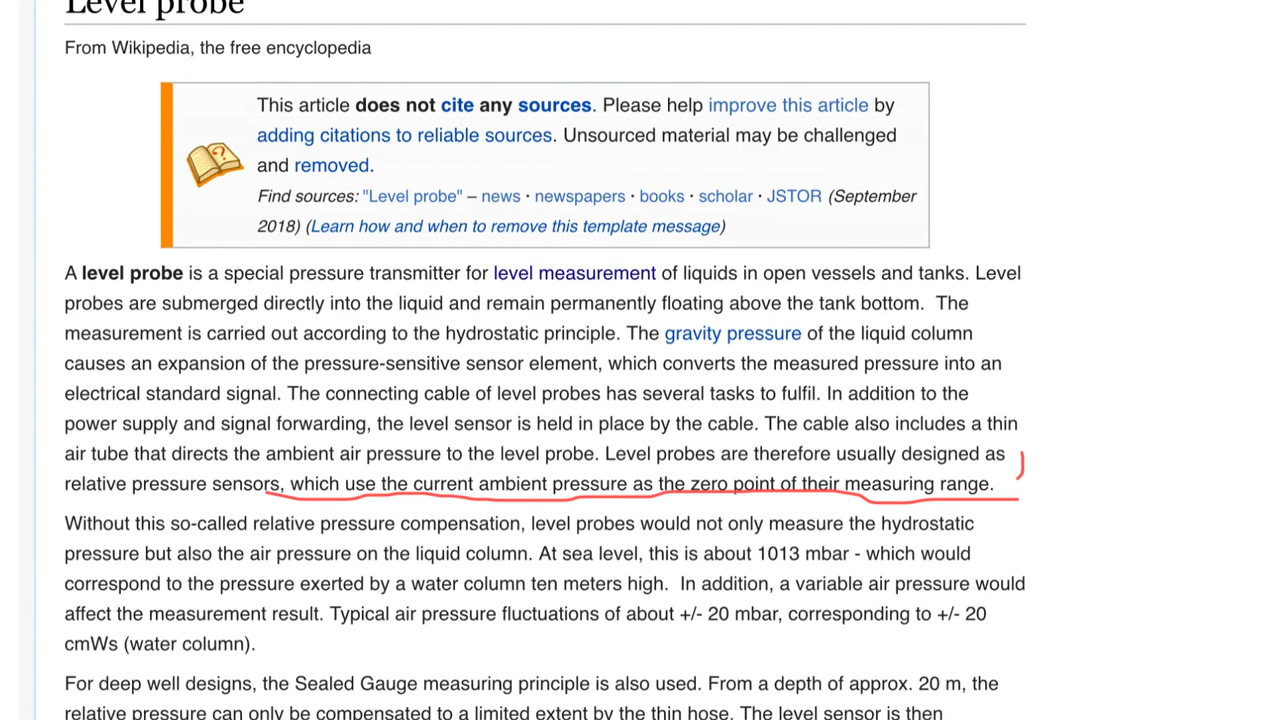 Level probe
From Wikipedia, the free encyclopedia
This article does not cite any sources. Please help improve this article by
adding citations to reliable sources. Unsourced material may be challenged
and removed.
Find sources: "Level probe" – news · newspapers · books · scholar · JSTOR (September
2018) (Learn how and when to remove this template message)
A level probe is a special pressure transmitter for level measurement of liquids in open vessels and tanks. Level
probes are submerged directly into the liquid and remain permanently floating above the tank bottom.  The
measurement is carried out according to the hydrostatic principle. The gravity pressure of the liquid column
causes an expansion of the pressure-sensitive sensor element, which converts the measured pressure into an
electrical standard signal. The connecting cable of level probes has several tasks to fulfil. In addition to the
power supply and signal forwarding, the level sensor is held in place by the cable. The cable also includes a thin
air tube that directs the ambient air pressure to the level probe. Level probes are therefore usually designed as
relative pressure sensors, which use the current ambient pressure as the zero point of their measuring range.
Without this so-called relative pressure compensation, level probes would not only measure the hydrostatic
pressure but also the air pressure on the liquid column. At sea level, this is about 1013 mbar - which would
correspond to the pressure exerted by a water column ten meters high.  In addition, a variable air pressure would
affect the measurement result. Typical air pressure fluctuations of about +/- 20 mbar, corresponding to +/- 20
cmWs (water column).
For deep well designs, the Sealed Gauge measuring principle is also used. From a depth of approx. 20 m, the
relative pressure can only be compensated to a limited extent by the thin hose. The level sensor is then